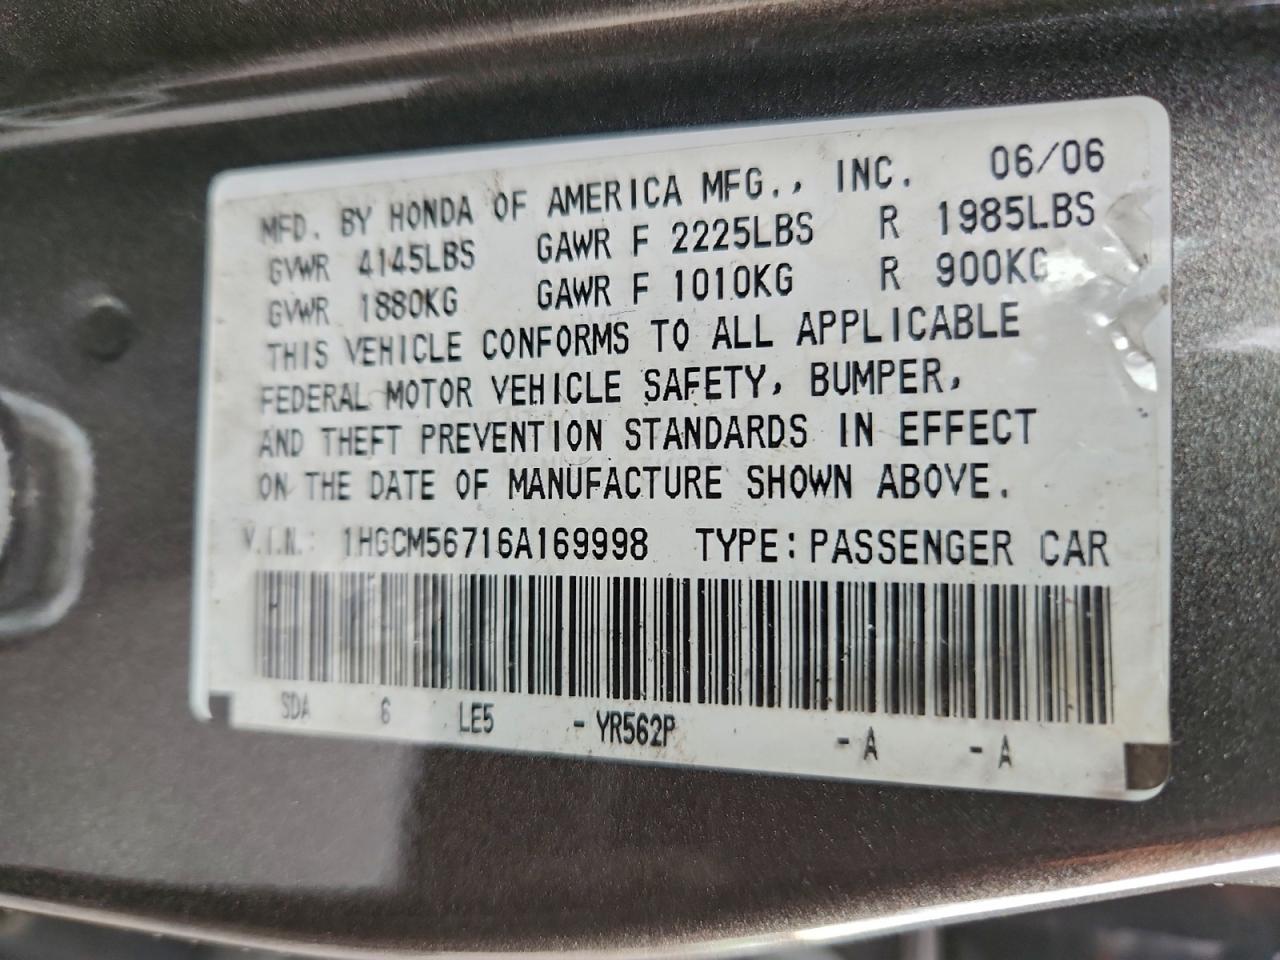 MFD. BY HONDA OF AMERICA MFG., INC. 06/06
GVWR 4145LBS GAWR F 2225LBS R 1985LBS
GVWR 1880KG GAWR F 1010KG R 900KG
THIS VEHICLE CONFORMS TO ALL APPLICABLE
FEDERAL MOTOR VEHICLE SAFETY, BUMPER,
AND THEFT PREVENTION STANDARDS IN EFFECT
ON THE DATE OF MANUFACTURE SHOWN ABOVE.
V.I.N.: 1HGCM56716A169998 TYPE: PASSENGER CAR
SDA 6 LE5 - YR562P - A - A